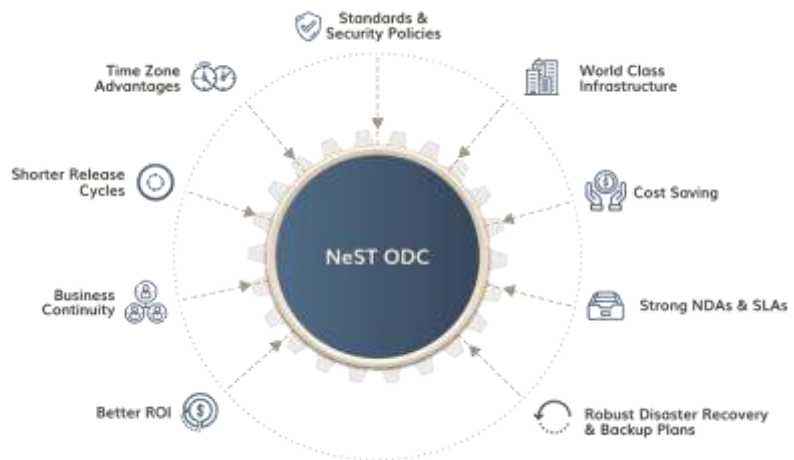 Standards &
Security Policies
Time Zone
Advantages
World Class
Infrastructure
Shorter Release
Cycles
Cost Saving
NeST ODC
Business
Continuity
Strong NDAs & SLAs
Better ROI
Robust Disaster Recovery
& Backup Plans